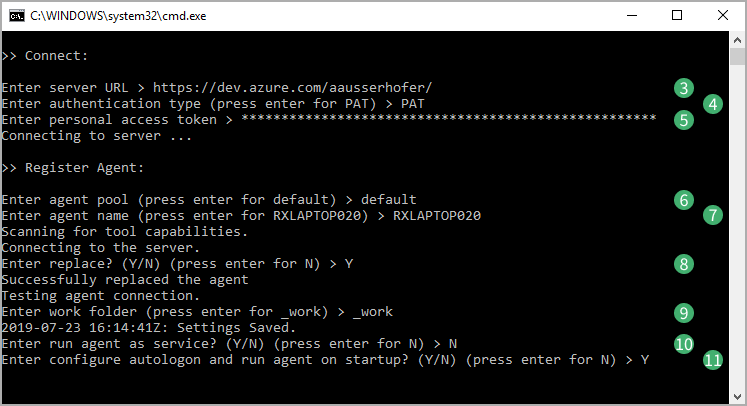 C:\WINDOWS\system32\cmd.exe
>> Connect:
Enter server URL > https://dev.azure.com/aausserhofer/ 3
Enter authentication type (press enter for PAT) > PAT 4
Enter personal access token > **************************************************** 5
Connecting to server ...
>> Register Agent:
Enter agent pool (press enter for default) > default 6
Enter agent name (press enter for RXLAPTOP020) > RXLAPTOP020 7
Scanning for tool capabilities.
Connecting to the server.
Enter replace? (Y/N) (press enter for N) > Y 8
Successfully replaced the agent
Testing agent connection.
Enter work folder (press enter for _work) > _work 9
2019-07-23 16:14:41Z: Settings Saved.
Enter run agent as service? (Y/N) (press enter for N) > N 10
Enter configure autologon and run agent on startup? (Y/N) (press enter for N) > Y 11